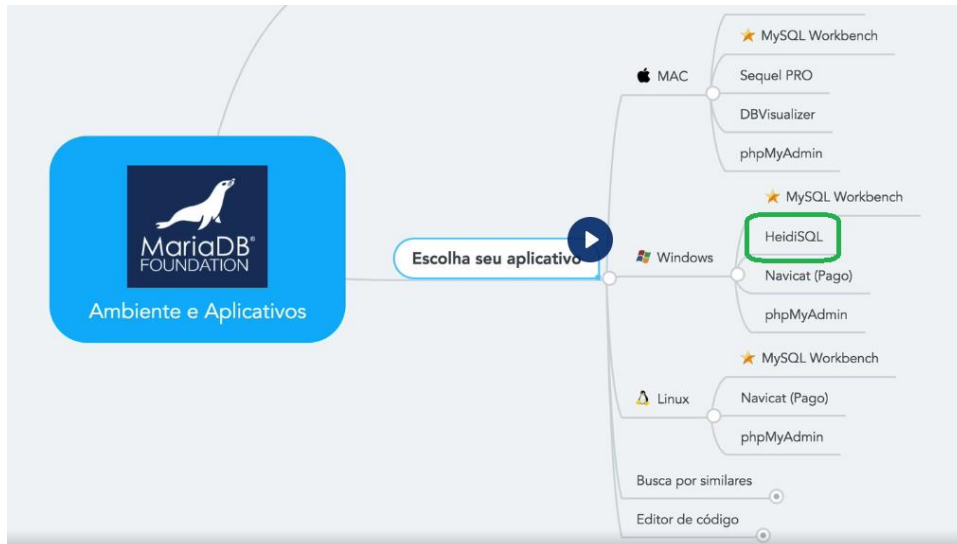 MySQL Workbench
MAC
Sequel PRO
DBVisualizer
phpMyAdmin
MariaDB®
FOUNDATION
Ambiente e Aplicativos
Escolha seu aplicativo
MySQL Workbench
HeidiSQL
Windows
Navicat (Pago)
phpMyAdmin
MySQL Workbench
Linux
Navicat (Pago)
phpMyAdmin
Busca por similares
Editor de código